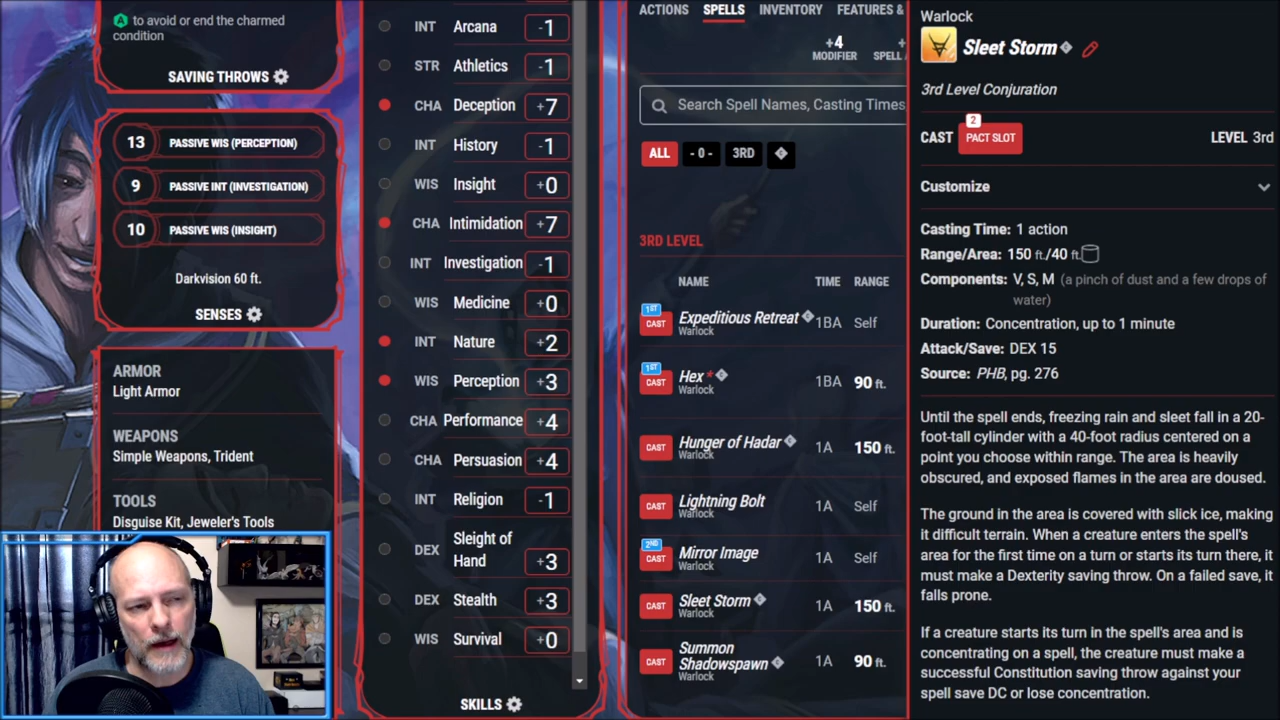 A to avoid or end the charmed
condition
SAVING THROWS
13 PASSIVE WIS (PERCEPTION)
9 PASSIVE INT (INVESTIGATION)
10 PASSIVE WIS (INSIGHT)
Darkvision 60 ft.
SENSES
ARMOR
Light Armor
WEAPONS
Simple Weapons, Trident
TOOLS
Disguise Kit, Jeweler's Tools
INT Arcana -1
STR Athletics -1
CHA Deception +7
INT History -1
WIS Insight +0
CHA Intimidation +7
INT Investigation -1
WIS Medicine +0
INT Nature +2
WIS Perception +3
CHA Performance +4
CHA Persuasion +4
INT Religion -1
DEX Sleight of
Hand +3
DEX Stealth +3
WIS Survival +0
SKILLS
ACTIONS SPELLS INVENTORY FEATURES &
+4 +
MODIFIER SPELL
Search Spell Names, Casting Times
ALL - 0 - 3RD
3RD LEVEL
NAME TIME RANGE
1ST CAST Expeditious Retreat 1BA Self
Warlock
1ST CAST Hex * 1BA 90 ft.
Warlock
CAST Hunger of Hadar 1A 150 ft.
Warlock
CAST Lightning Bolt 1A Self
Warlock
2ND CAST Mirror Image 1A Self
Warlock
CAST Sleet Storm 1A 150 ft.
Warlock
CAST Summon
Shadowspawn 1A 90 ft.
Warlock
Warlock
Sleet Storm
3rd Level Conjuration
CAST 2 PACT SLOT LEVEL 3rd
Customize
Casting Time: 1 action
Range/Area: 150 ft./40 ft.
Components: V, S, M (a pinch of dust and a few drops of
water)
Duration: Concentration, up to 1 minute
Attack/Save: DEX 15
Source: PHB, pg. 276
Until the spell ends, freezing rain and sleet fall in a 20-
foot-tall cylinder with a 40-foot radius centered on a
point you choose within range. The area is heavily
obscured, and exposed flames in the area are doused.
The ground in the area is covered with slick ice, making
it difficult terrain. When a creature enters the spell's
area for the first time on a turn or starts its turn there, it
must make a Dexterity saving throw. On a failed save, it
falls prone.
If a creature starts its turn in the spell's area and is
concentrating on a spell, the creature must make a
successful Constitution saving throw against your
spell save DC or lose concentration.